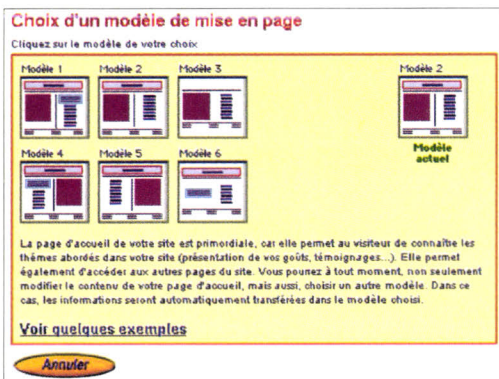 Choix d'un modèle de mise en page
Cliquez sur le modèle de votre choix
Modèle 1 Modèle 2 Modèle 3 Modèle 2
Modèle
actuel
Modèle 4 Modèle 5 Modèle 6
La page d'accueil de votre site est primordiale, car elle permet au visiteur de connaître les
thèmes abordés dans votre site (présentation de vos goûts, témoignages...). Elle permet
également d'accéder aux autres pages du site. Vous pouvez à tout moment, non seulement
modifier le contenu de votre page d'accueil, mais aussi, choisir un autre modèle. Dans ce
cas, les informations seront automatiquement transférées dans le modèle choisi.
Voir quelques exemples
Annuler